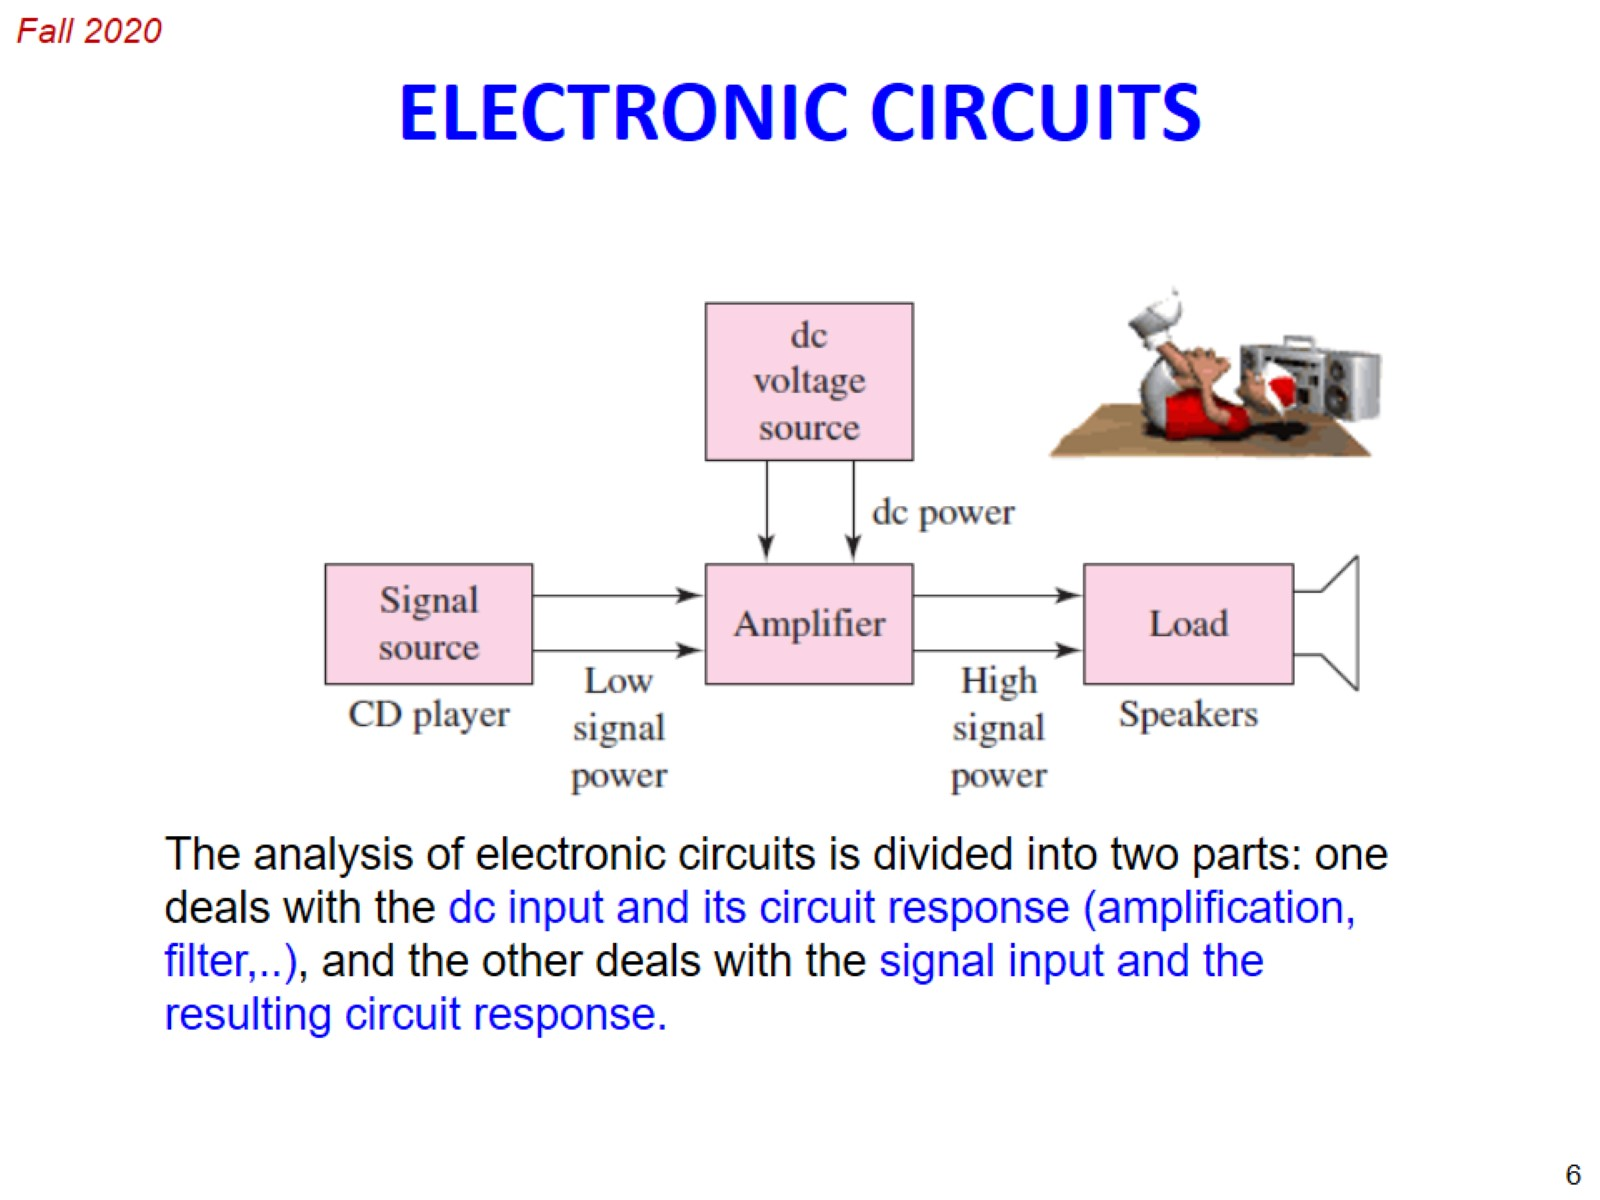 Fall 2020
ELECTRONIC CIRCUITS
dc
voltage
source
dc power
Signal
source
Amplifier
Load
CD player
Low
signal
power
High
signal
power
Speakers
The analysis of electronic circuits is divided into two parts: one
deals with the dc input and its circuit response (amplification,
filter,..), and the other deals with the signal input and the
resulting circuit response.
6